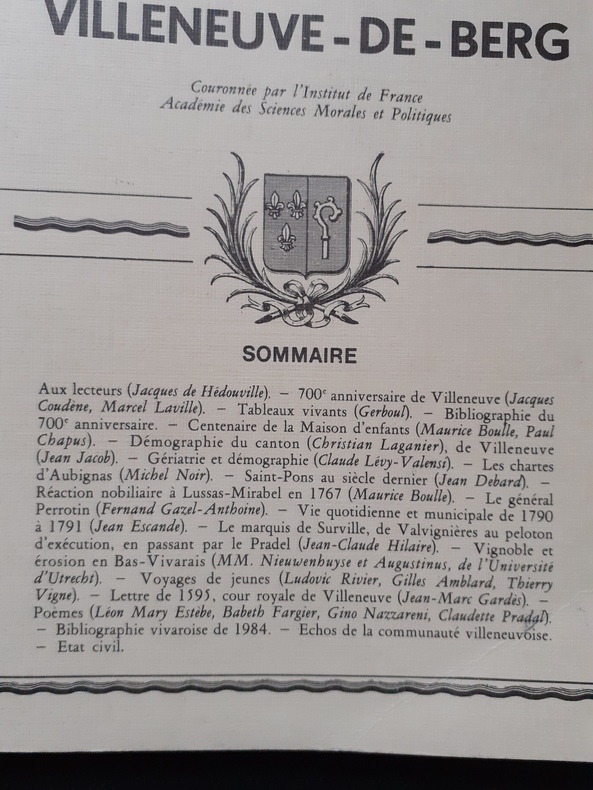 VILLENEUVE-DE-BERG
Couronnée par l'Institut de France
Académie des Sciences Morales et Politiques
SOMMAIRE
Aux lecteurs (Jacques de Hédouville). — 700e anniversaire de Villeneuve (Jacques
Coudène, Marcel Laville). — Tableaux vivants (Gerboul). — Bibliographie du
700e anniversaire. — Centenaire de la Maison d'enfants (Maurice Boulle, Paul
Chapus). — Démographie du canton (Christian Laganier), de Villeneuve
(Jean Jacob). — Gériatrie et démographie (Claude Lévy-Valensi). — Les chartes
d'Aubignas (Michel Noir). — Saint-Pons au siècle dernier (Jean Debard). —
Réaction nobiliaire à Lussas-Mirabel en 1767 (Maurice Boulle). — Le général
Perrotin (Fernand Gazel-Anthoine). — Vie quotidienne et municipale de 1790
à 1791 (Jean Escande). — Le marquis de Surville, de Valvignières au peloton
d'exécution, en passant par le Pradel (Jean-Claude Hilaire). — Vignoble et
érosion en Bas-Vivarais (MM. Nieuwenhuyse et Augustinus, de l'Université
d'Utrecht). — Voyages de jeunes (Ludovic Rivier, Gilles Amblard, Thierry
Vigne). — Lettre de 1595, cour royale de Villeneuve (Jean-Marc Gardès). —
Poèmes (Léon Mary Estèbe, Babeth Fargier, Gino Nazzareni, Claudette Pradal).
— Bibliographie vivaroise de 1984. — Echos de la communauté villeneuvoise.
— Etat civil.